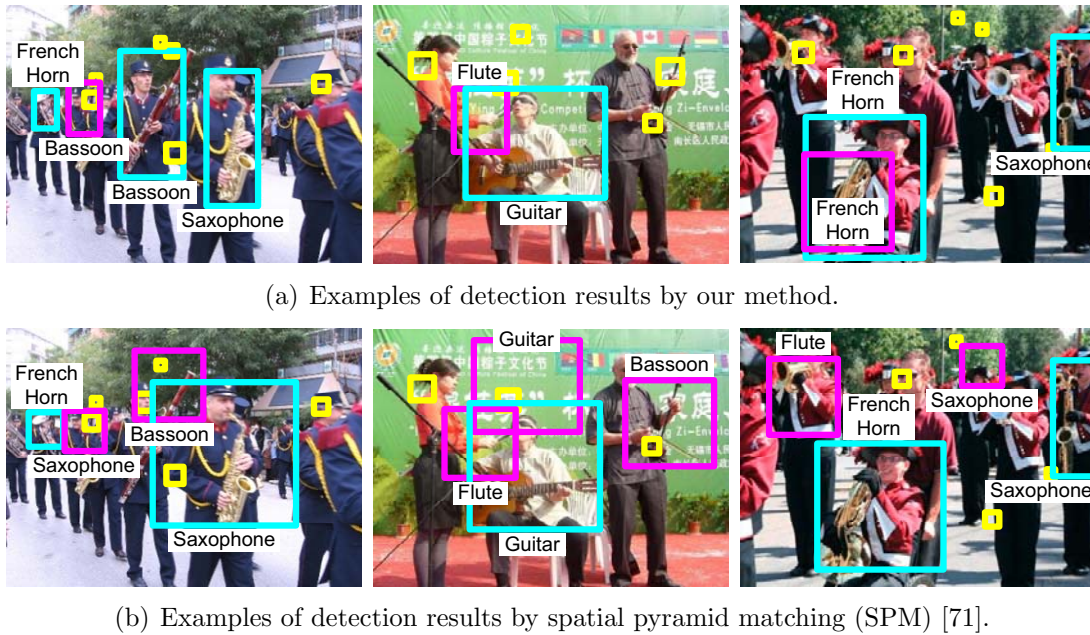 French
Horn
Bassoon
Bassoon
Saxophone
Flute
Guitar
French
Horn
French
Horn
Saxophone
(a) Examples of detection results by our method.
French
Horn
Saxophone
Bassoon
Saxophone
Guitar
Bassoon
Flute
Guitar
Flute
Saxophone
French
Horn
Saxophone
(b) Examples of detection results by spatial pyramid matching (SPM) [71].